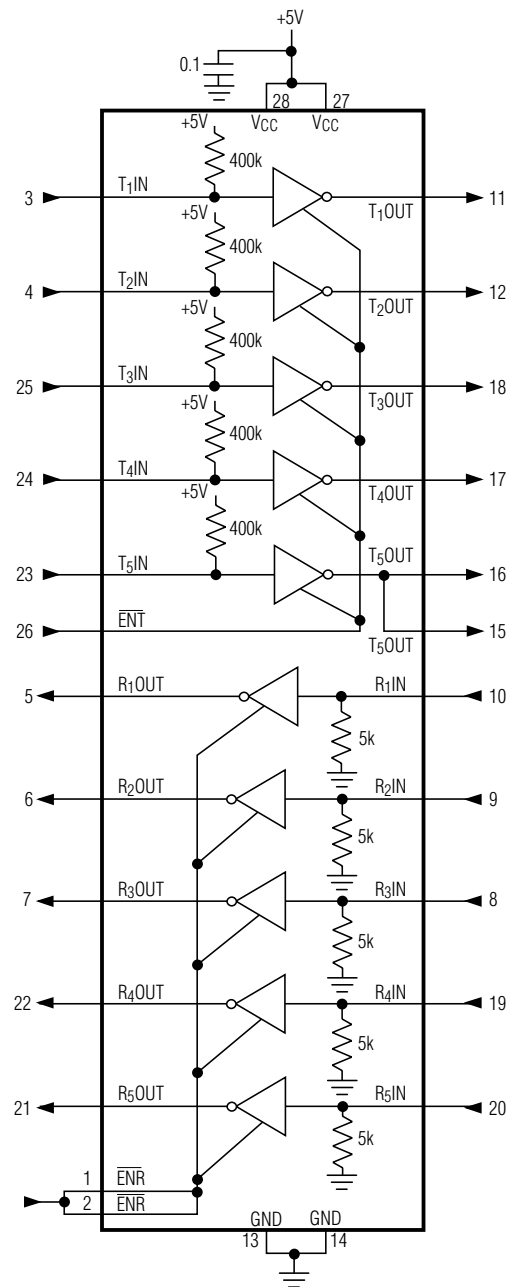 +5V
0.1
28 27
VCC VCC
+5V
400k
3 T1IN T1OUT 11
+5V
400k
4 T2IN T2OUT 12
+5V
400k
25 T3IN T3OUT 18
+5V
400k
24 T4IN T4OUT 17
+5V
400k
23 T5IN T5OUT 16
26 ENT T5OUT 15
5 R1OUT R1IN 10
5k
6 R2OUT R2IN 9
5k
7 R3OUT R3IN 8
5k
22 R4OUT R4IN 19
5k
21 R5OUT R5IN 20
5k
1 ENR
2 ENR
GND GND
13 14